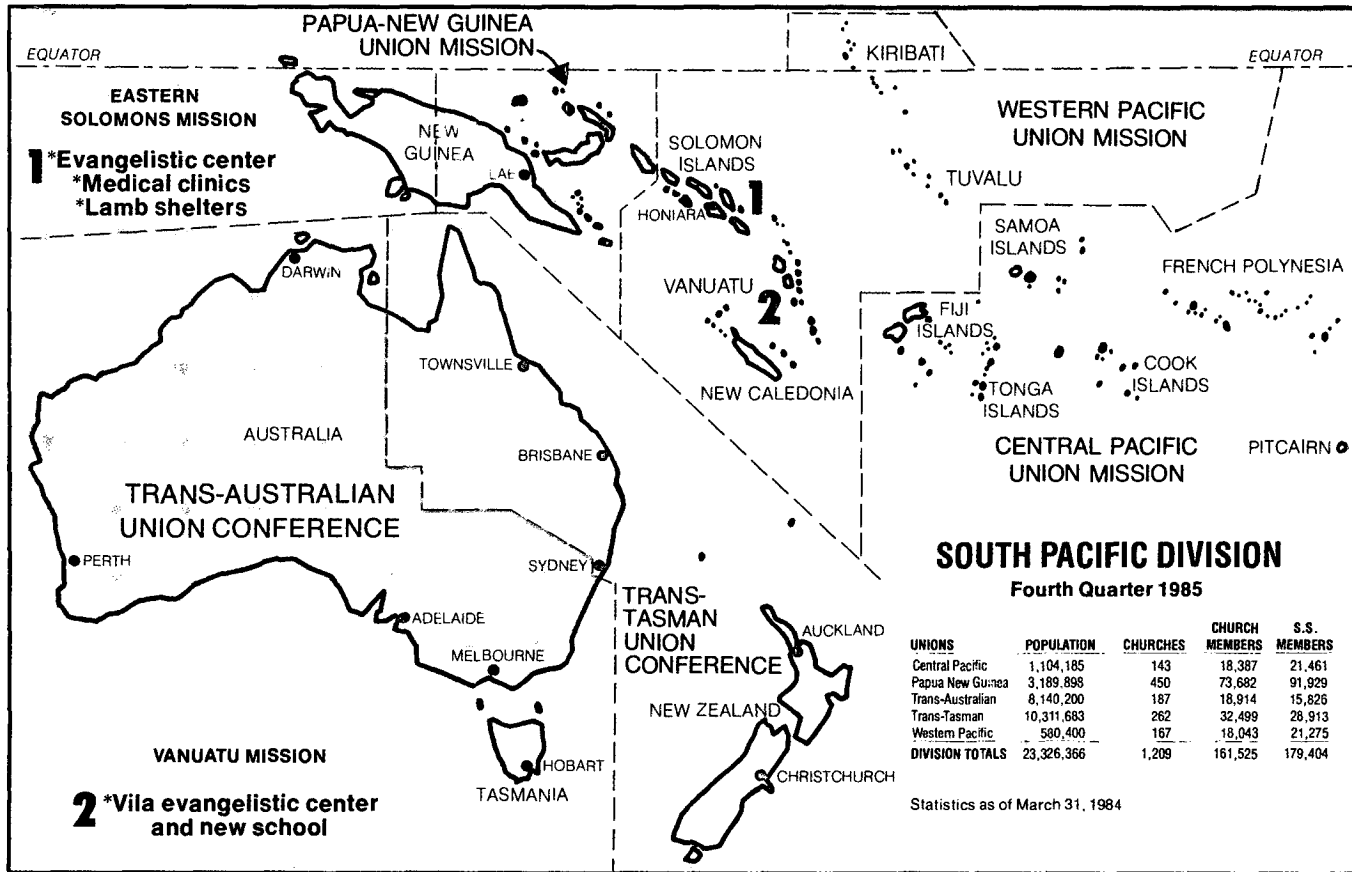 PAPUA-NEW GUINEA
UNION MISSION
KIRIBATI
EQUATOR
EQUATOR
EASTERN
SOLOMONS MISSION
1 *Evangelistic center
*Medical clinics
*Lamb shelters
NEW
GUINEA
LAE
SOLOMON
ISLANDS
HONIARA
1
WESTERN PACIFIC
UNION MISSION
TUVALU
SAMOA
ISLANDS
FRENCH POLYNESIA
DARWIN
VANUATU
2
FIJI
ISLANDS
TOWNSVILLE
NEW CALEDONIA
TONGA
ISLANDS
COOK
ISLANDS
AUSTRALIA
BRISBANE
CENTRAL PACIFIC
UNION MISSION
PITCAIRN
TRANS-AUSTRALIAN
UNION CONFERENCE
PERTH
SYDNEY
ADELAIDE
MELBOURNE
TRANS-
TASMAN
UNION
CONFERENCE
AUCKLAND
NEW ZEALAND
CHRISTCHURCH
HOBART
TASMANIA
VANUATU MISSION
2 *Vila evangelistic center
and new school
SOUTH PACIFIC DIVISION
Fourth Quarter 1985
UNIONS POPULATION CHURCHES CHURCH MEMBERS S.S. MEMBERS
Central Pacific 1,104,185 143 18,387 21,461
Papua New Guinea 3,189,898 450 73,682 91,929
Trans-Australian 8,140,200 187 18,914 15,826
Trans-Tasman 10,311,683 262 32,499 28,913
Western Pacific 580,400 167 18,043 21,275
DIVISION TOTALS 23,326,366 1,209 161,525 179,404
Statistics as of March 31, 1984